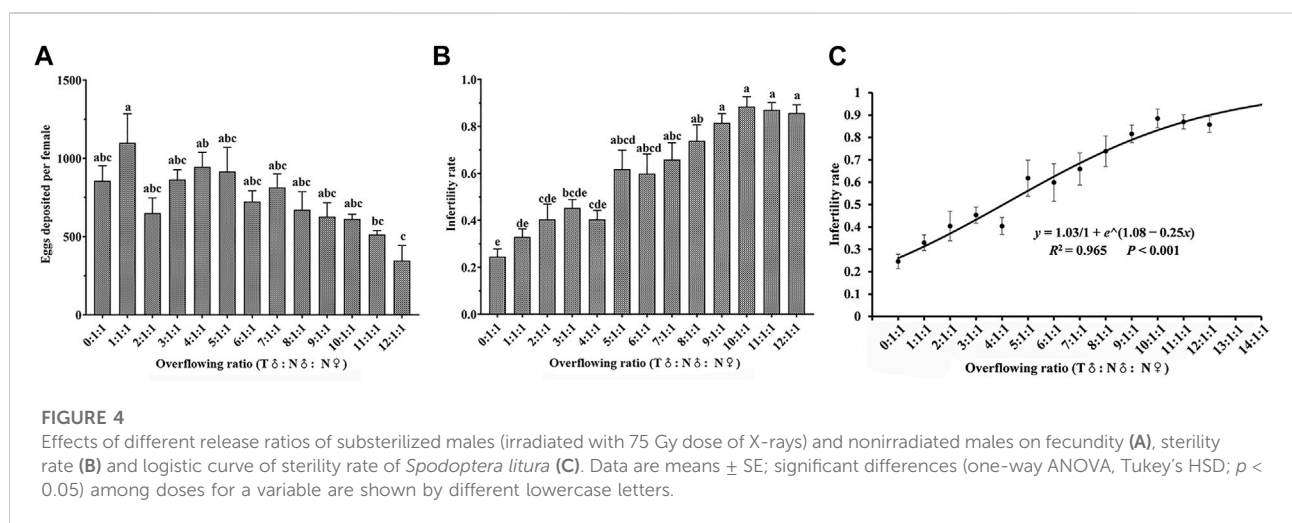 A
1500
1000
500
0
Eggs deposited per female
abc
a
abc
abc
ab
abc
abc
abc
abc
abc
abc
bc
c
0:1:1
1:1:1
2:1:1
3:1:1
4:1:1
5:1:1
6:1:1
7:1:1
8:1:1
9:1:1
10:1:1
11:1:1
12:1:1
Overflowing ratio (T♂: N♂: N♀)
B
1.0
0.8
0.6
0.4
0.2
0.0
Infertility rate
e
de
cde
bcde
cde
abcd
abcd
abc
ab
a
a
a
a
0:1:1
1:1:1
2:1:1
3:1:1
4:1:1
5:1:1
6:1:1
7:1:1
8:1:1
9:1:1
10:1:1
11:1:1
12:1:1
Overflowing ratio (T♂: N♂: N♀)
C
1
0.9
0.8
0.7
0.6
0.5
0.4
0.3
0.2
0.1
0
Infertility rate
y = 1.03/1 + e^(1.08 − 0.25x)
R² = 0.965 P < 0.001
0:1:1
1:1:1
2:1:1
3:1:1
4:1:1
5:1:1
6:1:1
7:1:1
8:1:1
9:1:1
10:1:1
11:1:1
12:1:1
13:1:1
14:1:1
Overflowing ratio (T♂: N♂: N♀)
FIGURE 4
Effects of different release ratios of substerilized males (irradiated with 75 Gy dose of X-rays) and nonirradiated males on fecundity (A), sterility
rate (B) and logistic curve of sterility rate of Spodoptera litura (C). Data are means ± SE; significant differences (one-way ANOVA, Tukey's HSD; p <
0.05) among doses for a variable are shown by different lowercase letters.